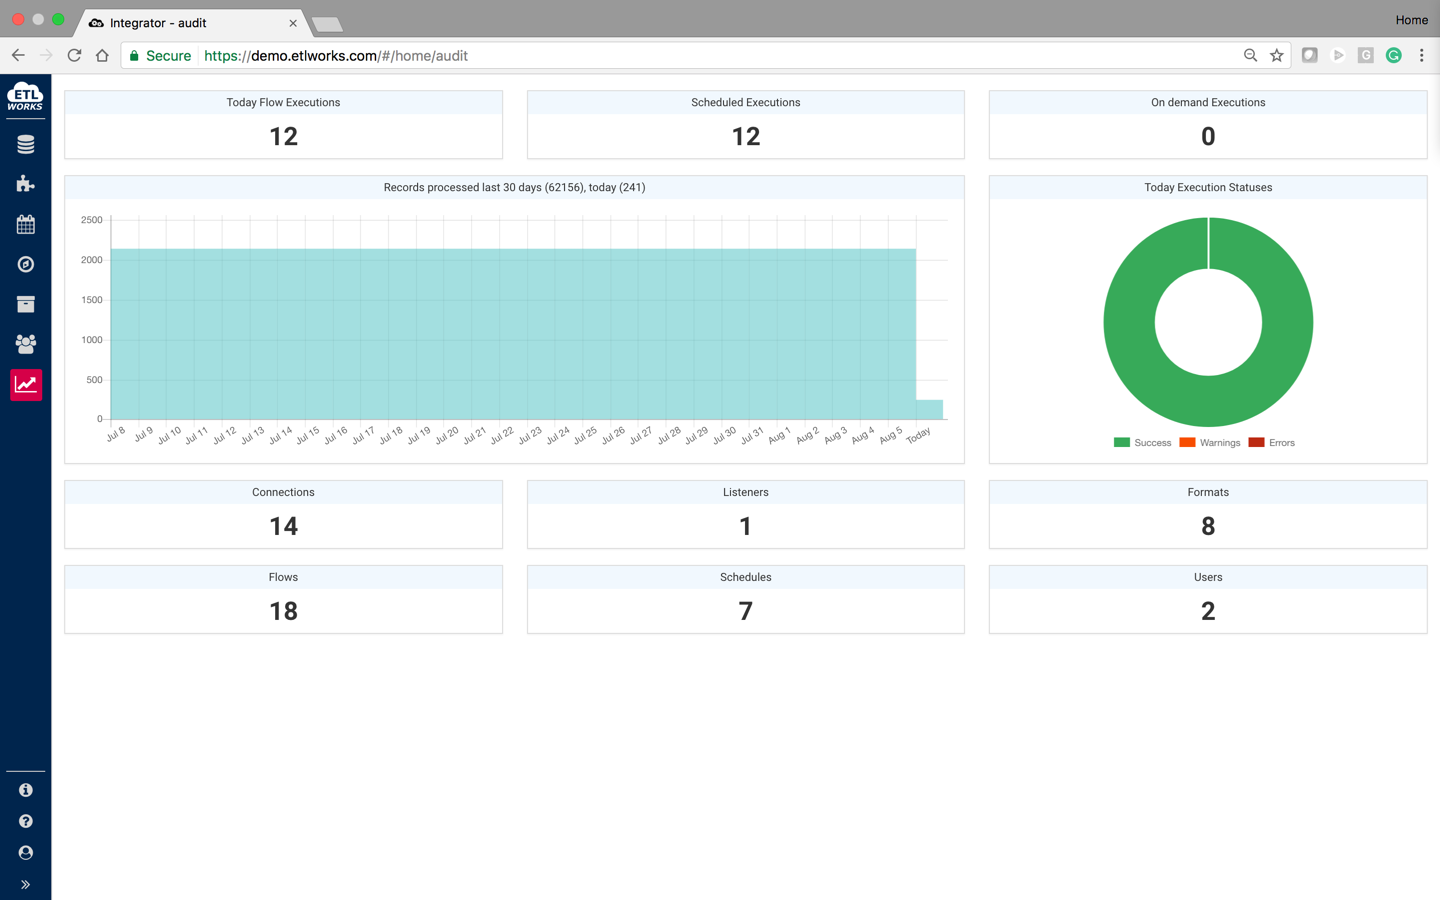 Integrator - audit
Home
Secure https://demo.etlworks.com/#/home/audit
ETL
WORKS
Today Flow Executions
12
Scheduled Executions
12
On demand Executions
0
Records processed last 30 days (62156), today (241)
2500
2000
1500
1000
500
0
Jul 8 Jul 9 Jul 10 Jul 11 Jul 12 Jul 13 Jul 14 Jul 15 Jul 16 Jul 17 Jul 18 Jul 19 Jul 20 Jul 21 Jul 22 Jul 23 Jul 24 Jul 25 Jul 26 Jul 27 Jul 28 Jul 29 Jul 30 Jul 31 Aug 1 Aug 2 Aug 3 Aug 4 Aug 5 Today
Today Execution Statuses
Success Warnings Errors
Connections
14
Listeners
1
Formats
8
Flows
18
Schedules
7
Users
2